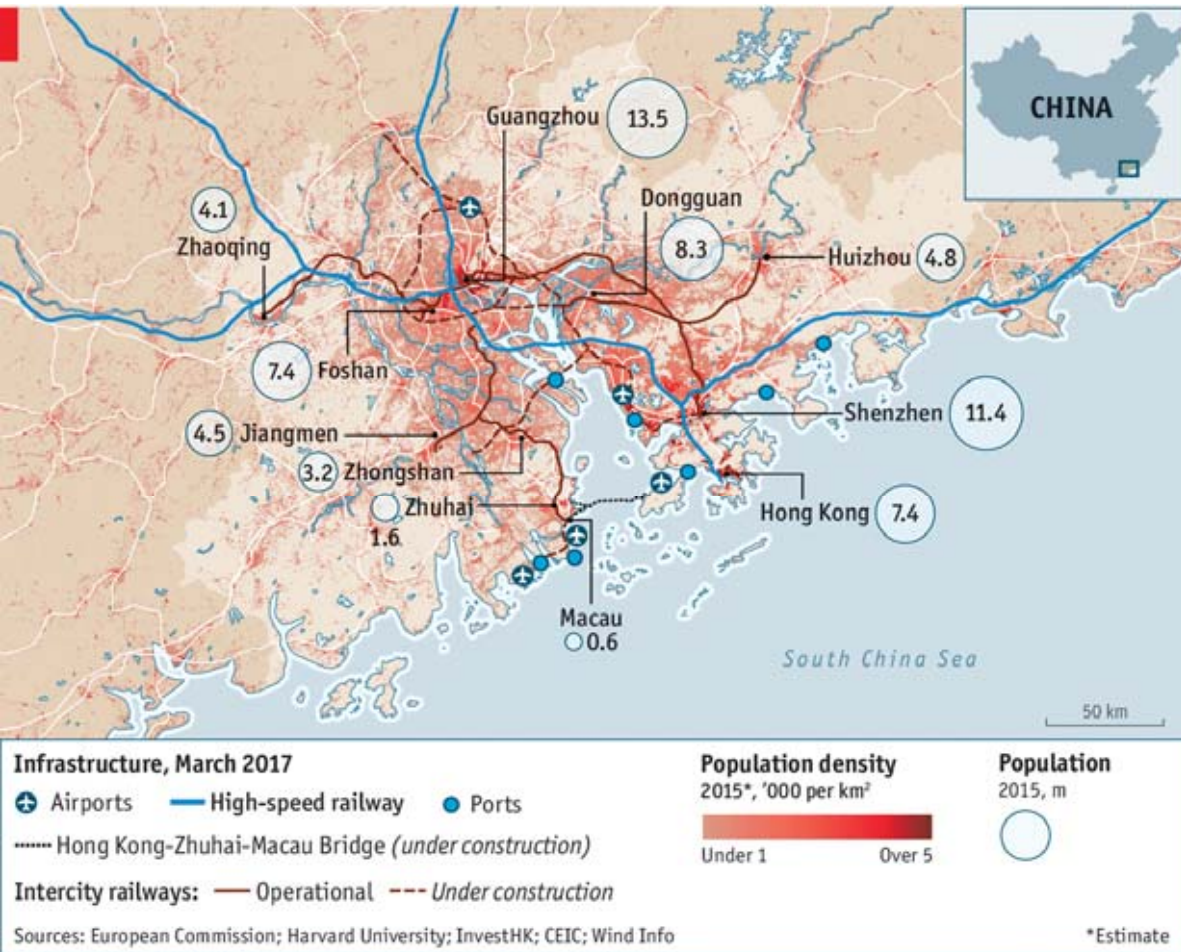 CHINA
Guangzhou 13.5
Dongguan
8.3
4.1
Zhaoqing
Huizhou 4.8
7.4 Foshan
Shenzhen 11.4
4.5 Jiangmen
3.2 Zhongshan
Zhuhai
1.6
Hong Kong 7.4
Macau
0.6
South China Sea
50 km
Infrastructure, March 2017
Airports High-speed railway Ports
Hong Kong-Zhuhai-Macau Bridge (under construction)
Intercity railways: Operational Under construction
Population density
2015*, '000 per km²
Under 1 Over 5
Population
2015, m
Sources: European Commission; Harvard University; InvestHK; CEIC; Wind Info
*Estimate